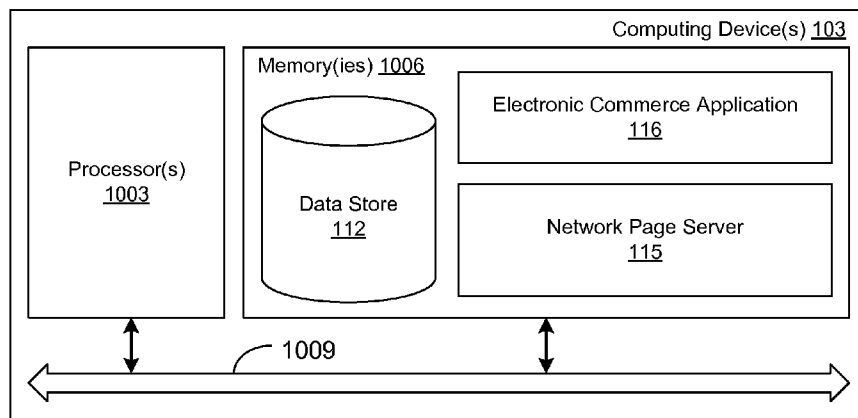 Computing Device(s) 103
Memory(ies) 1006
Electronic Commerce Application
116
Processor(s)
1003
Data Store
112
Network Page Server
115
1009